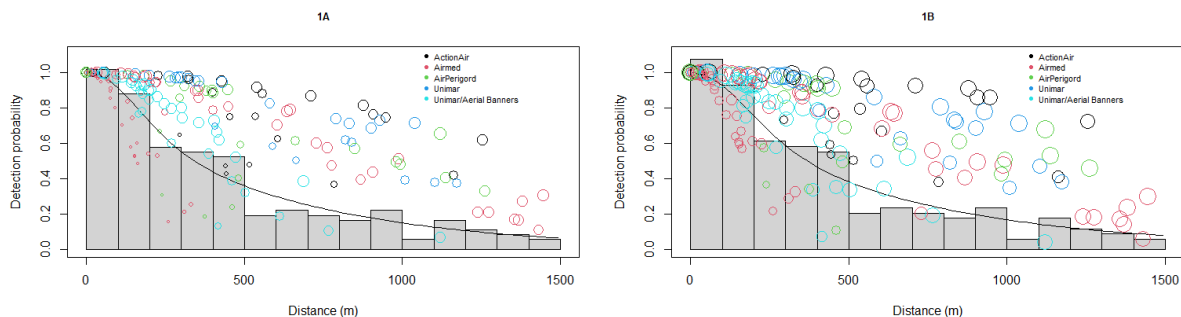 1A
ActionAir
Airmed
AirPerigord
Unimar
Unimar/Aerial Banners
Detection probability
0.0 0.2 0.4 0.6 0.8 1.0
0 500 1000 1500
Distance (m)
1B
ActionAir
Airmed
AirPerigord
Unimar
Unimar/Aerial Banners
Detection probability
0.0 0.2 0.4 0.6 0.8 1.0
0 500 1000 1500
Distance (m)